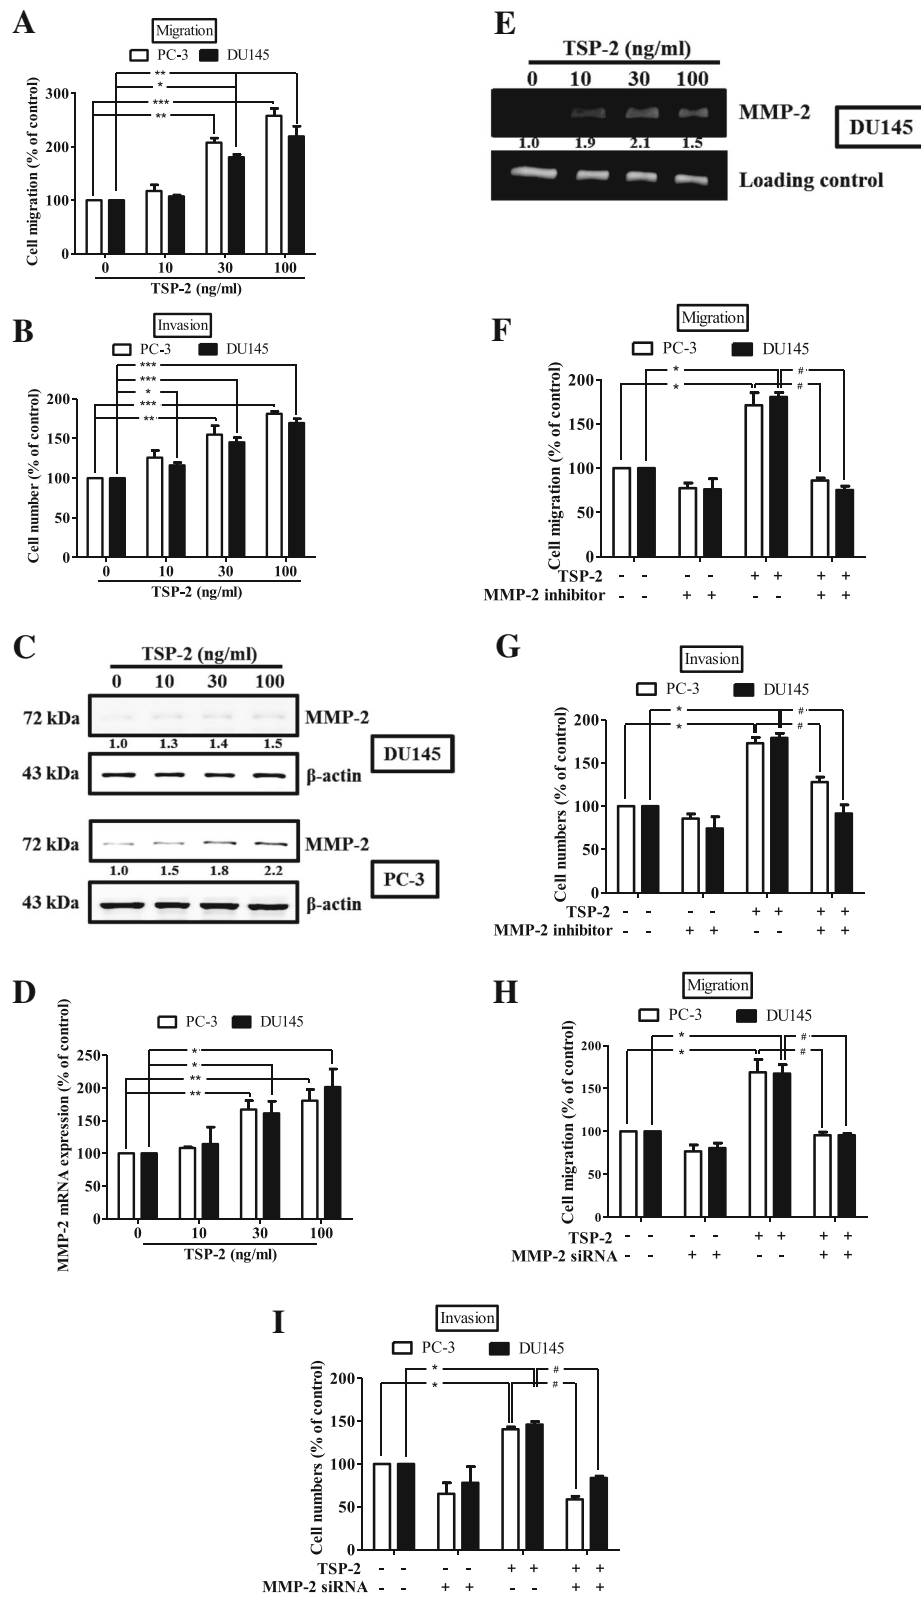 A
Migration
PC-3 DU145
**
*
***
**
300
200
100
0
Cell migration (% of control)
0 10 30 100
TSP-2 (ng/ml)
B
Invasion
PC-3 DU145
***
***
*
***
**
200
150
100
50
0
Cell number (% of control)
0 10 30 100
TSP-2 (ng/ml)
C
TSP-2 (ng/ml)
0 10 30 100
72 kDa MMP-2
1.0 1.3 1.4 1.5
DU145
43 kDa β-actin
72 kDa MMP-2
1.0 1.5 1.8 2.2
PC-3
43 kDa β-actin
D
PC-3 DU145
*
*
**
**
250
200
150
100
50
0
MMP-2 mRNA expression (% of control)
0 10 30 100
TSP-2 (ng/ml)
E
TSP-2 (ng/ml)
0 10 30 100
MMP-2
1.0 1.9 2.1 1.5
DU145
Loading control
F
Migration
PC-3 DU145
* #
* #
200
150
100
50
0
Cell migration (% of control)
TSP-2 - - - - + + + +
MMP-2 inhibitor - - + + - - + +
G
Invasion
PC-3 DU145
* #
* #
200
150
100
50
0
Cell numbers (% of control)
TSP-2 - - - - + + + +
MMP-2 inhibitor - - + + - - + +
H
Migration
PC-3 DU145
* #
* #
200
150
100
50
0
Cell migration (% of control)
TSP-2 - - - - + + + +
MMP-2 siRNA - - + + - - + +
I
Invasion
PC-3 DU145
* #
* #
200
150
100
50
0
Cell numbers (% of control)
TSP-2 - - - - + + + +
MMP-2 siRNA - - + + - - + +